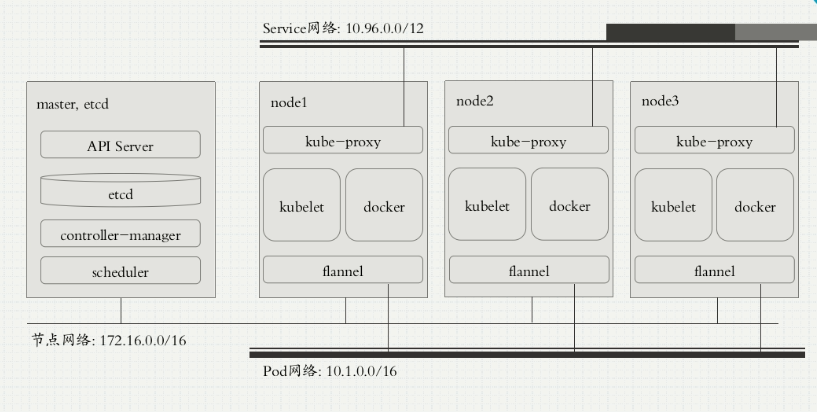 Service网络: 10.96.0.0/12
master, etcd
API Server
etcd
controller-manager
scheduler
node1
kube-proxy
kubelet
docker
flannel
node2
kube-proxy
kubelet
docker
flannel
node3
kube-proxy
kubelet
docker
flannel
节点网络: 172.16.0.0/16
Pod网络: 10.1.0.0/16